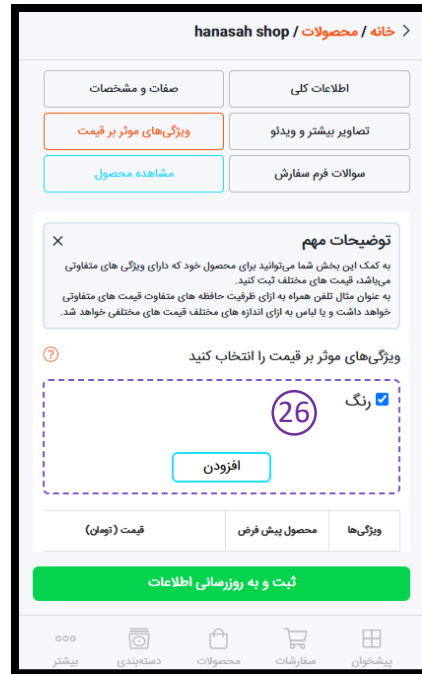 خانه / محصولات / hanasah shop
اطلاعات کلی
صفات و مشخصات
تصاویر بیشتر و ویدئو
ویژگی‌های موثر بر قیمت
سوالات فرم سفارش
مشاهده محصول
توضیحات مهم
به کمک این بخش شما می‌توانید برای محصول خود که دارای ویژگی های متفاوتی
می‌باشد، قیمت های مختلف ثبت کنید.
به عنوان مثال تلفن همراه به ازای ظرفیت حافظه های متفاوت قیمت های متفاوتی
خواهد داشت و یا لباس به ازای اندازه های مختلف قیمت های مختلفی خواهد شد.
ویژگی‌های موثر بر قیمت را انتخاب کنید
رنگ
26
افزودن
ویژگی‌ها
محصول پیش فرض
قیمت (تومان)
ثبت و به روزرسانی اطلاعات
پیشخوان
سفارشات
محصولات
دسته‌بندی
بیشتر